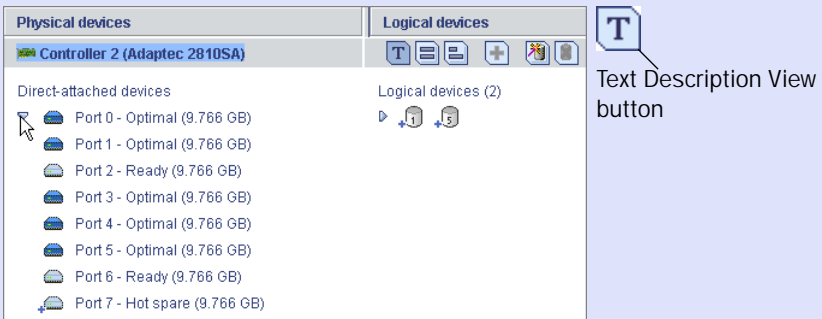 Physical devices
Logical devices
Controller 2 (Adaptec 2810SA)
T
Direct-attached devices
Port 0 - Optimal (9.766 GB)
Port 1 - Optimal (9.766 GB)
Port 2 - Ready (9.766 GB)
Port 3 - Optimal (9.766 GB)
Port 4 - Optimal (9.766 GB)
Port 5 - Optimal (9.766 GB)
Port 6 - Ready (9.766 GB)
Port 7 - Hot spare (9.766 GB)
Logical devices (2)
1 5
T
Text Description View
button